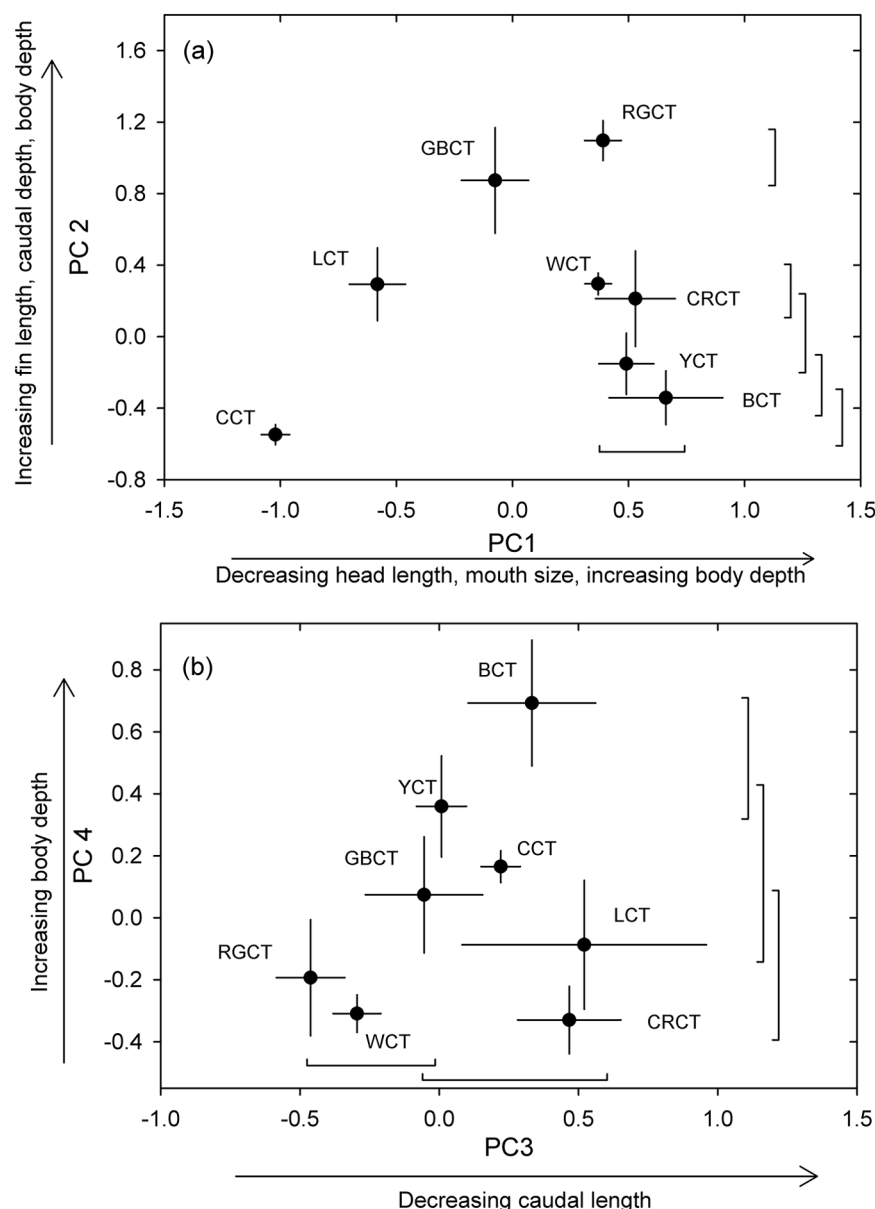 (a)
Increasing fin length, caudal depth, body depth
PC 2
1.6
1.2
0.8
0.4
0.0
-0.4
-0.8
RGCT
GBCT
LCT
WCT
CRCT
YCT
BCT
CCT
-1.5 -1.0 -0.5 0.0 0.5 1.0 1.5
PC1
Decreasing head length, mouth size, increasing body depth
(b)
Increasing body depth
PC 4
0.8
0.6
0.4
0.2
0.0
-0.2
-0.4
BCT
YCT
GBCT
CCT
LCT
RGCT
WCT
CRCT
-1.0 -0.5 0.0 0.5 1.0 1.5
PC3
Decreasing caudal length